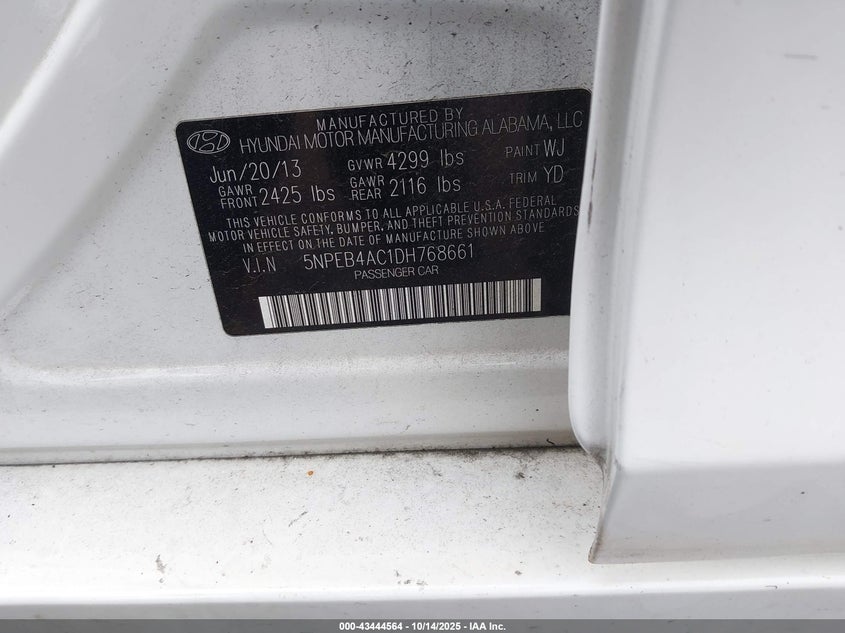 MANUFACTURED BY
HYUNDAI MOTOR MANUFACTURING ALABAMA, LLC
Jun/20/13 GVWR 4299 lbs PAINT WJ
GAWR FRONT 2425 lbs GAWR REAR 2116 lbs TRIM YD
THIS VEHICLE CONFORMS TO ALL APPLICABLE U.S.A. FEDERAL
MOTOR VEHICLE SAFETY, BUMPER, AND THEFT PREVENTION STANDARDS
IN EFFECT ON THE DATE OF MANUFACTURE SHOWN ABOVE
V.I.N 5NPEB4AC1DH768661
PASSENGER CAR
000-43444564 - 10/14/2025 - IAA Inc.